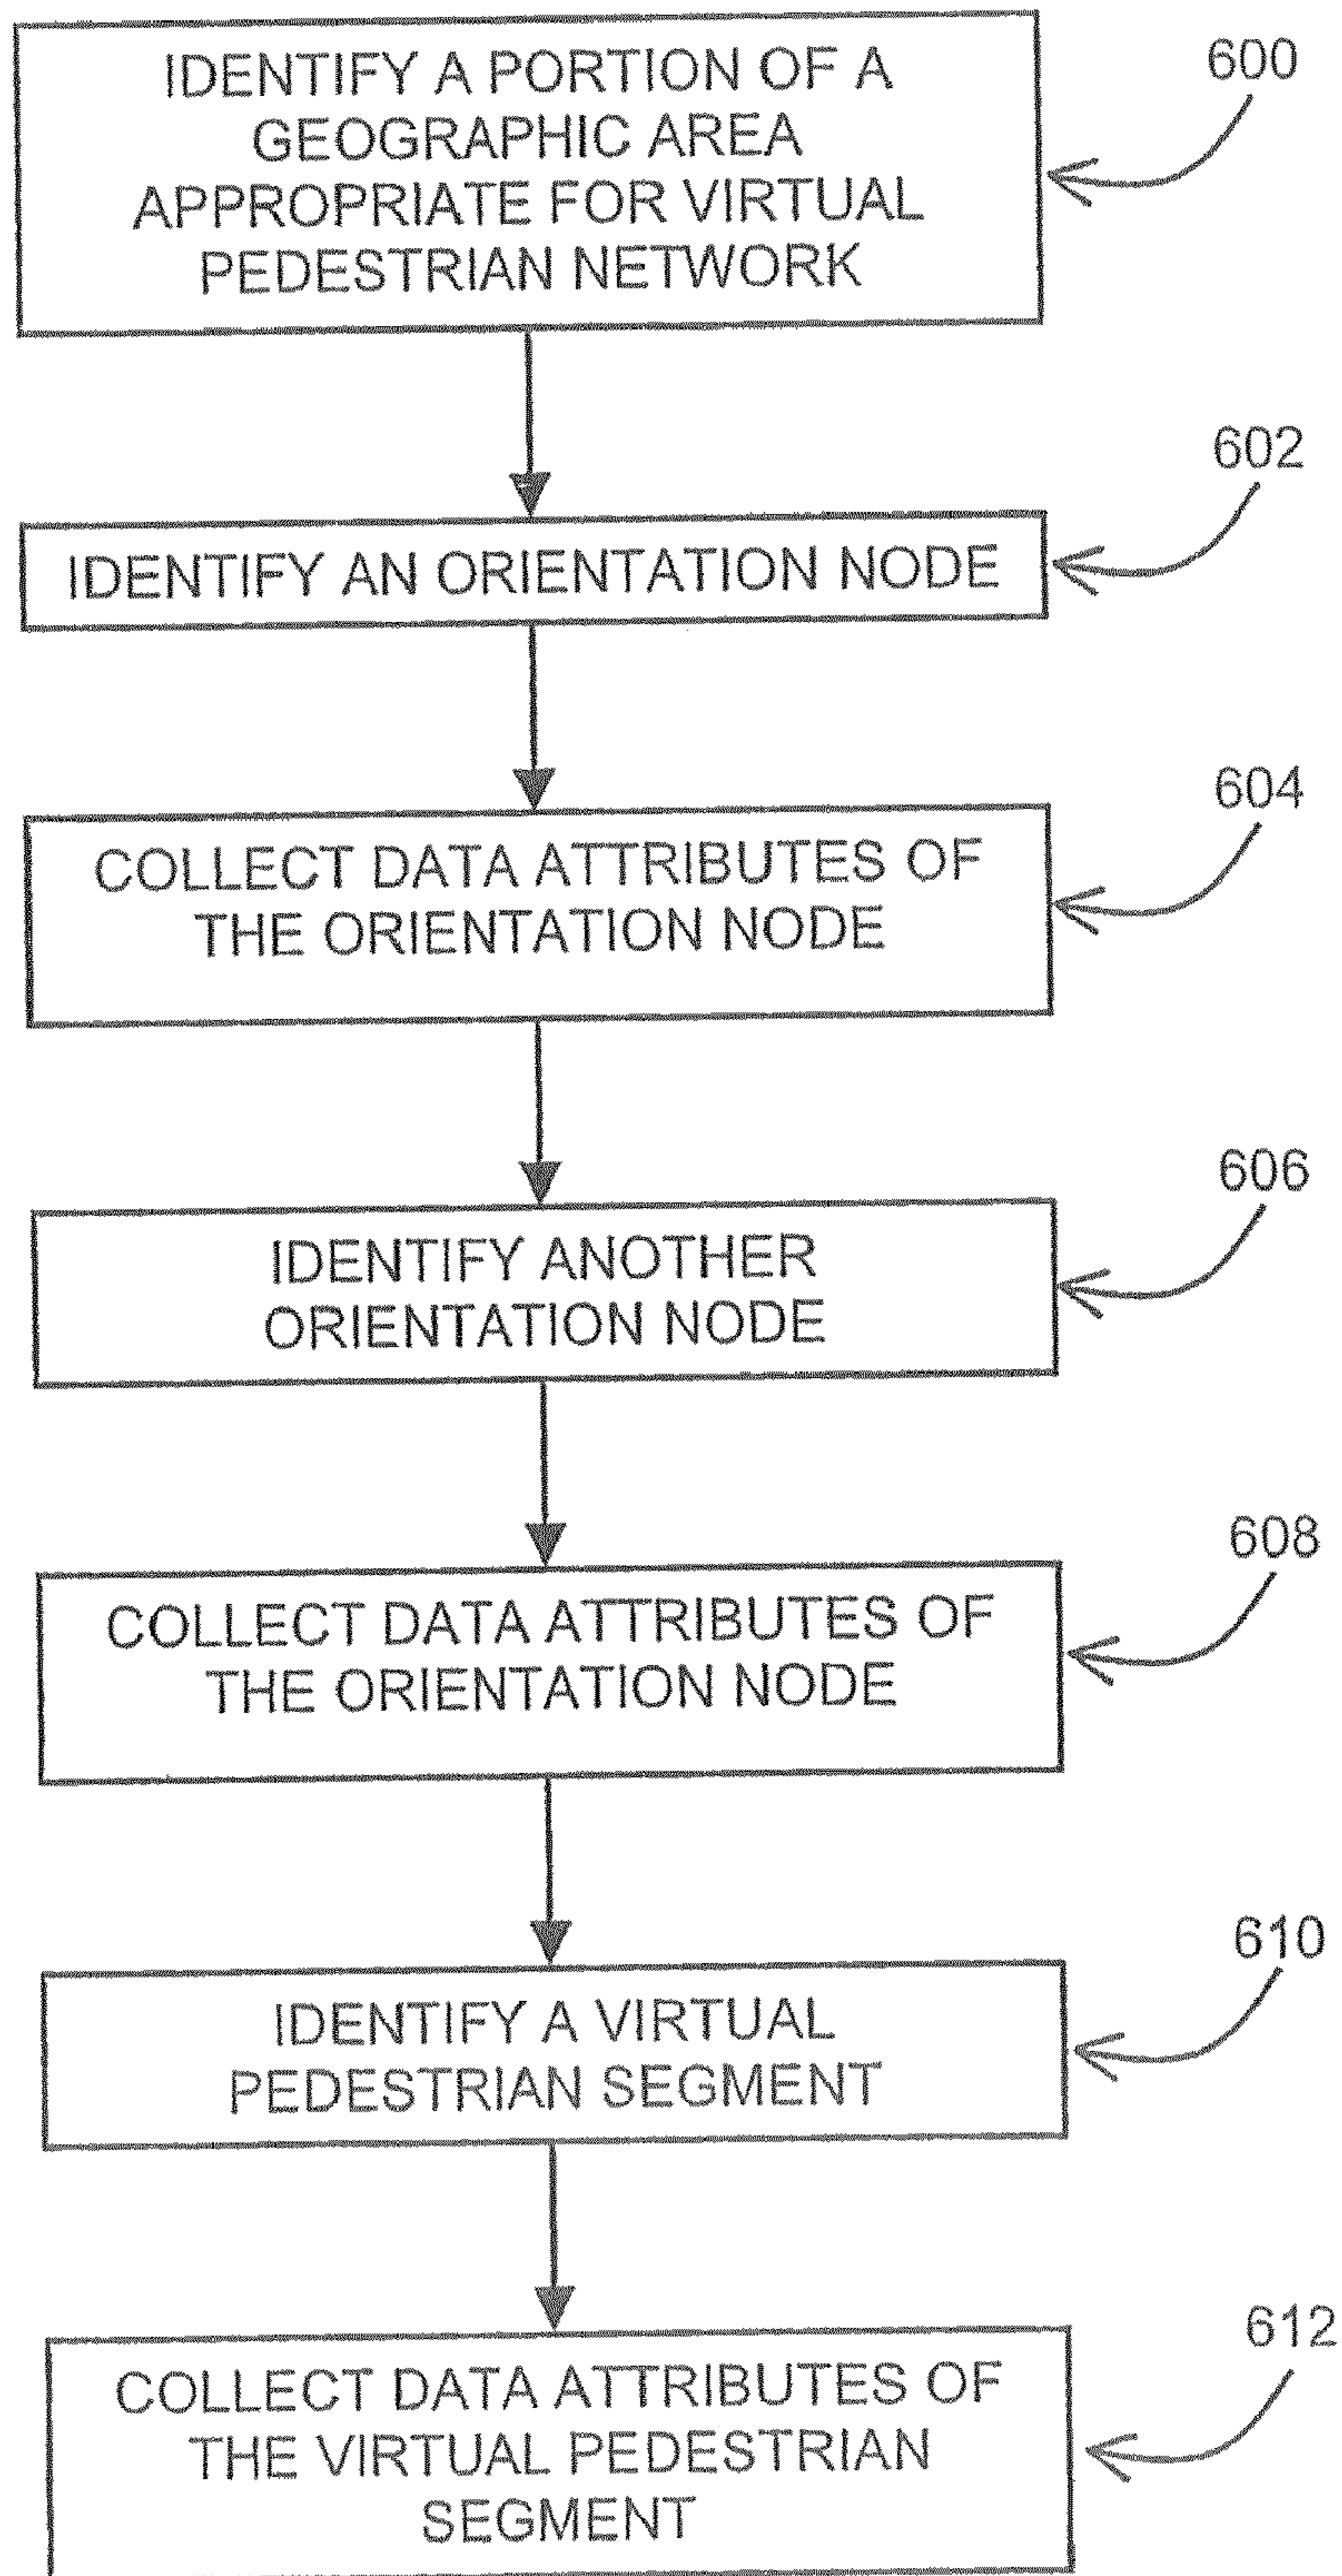 IDENTIFY A PORTION OF A
GEOGRAPHIC AREA
APPROPRIATE FOR VIRTUAL
PEDESTRIAN NETWORK
600
602
IDENTIFY AN ORIENTATION NODE
604
COLLECT DATA ATTRIBUTES OF
THE ORIENTATION NODE
606
IDENTIFY ANOTHER
ORIENTATION NODE
608
COLLECT DATA ATTRIBUTES OF
THE ORIENTATION NODE
610
IDENTIFY A VIRTUAL
PEDESTRIAN SEGMENT
612
COLLECT DATA ATTRIBUTES OF
THE VIRTUAL PEDESTRIAN
SEGMENT